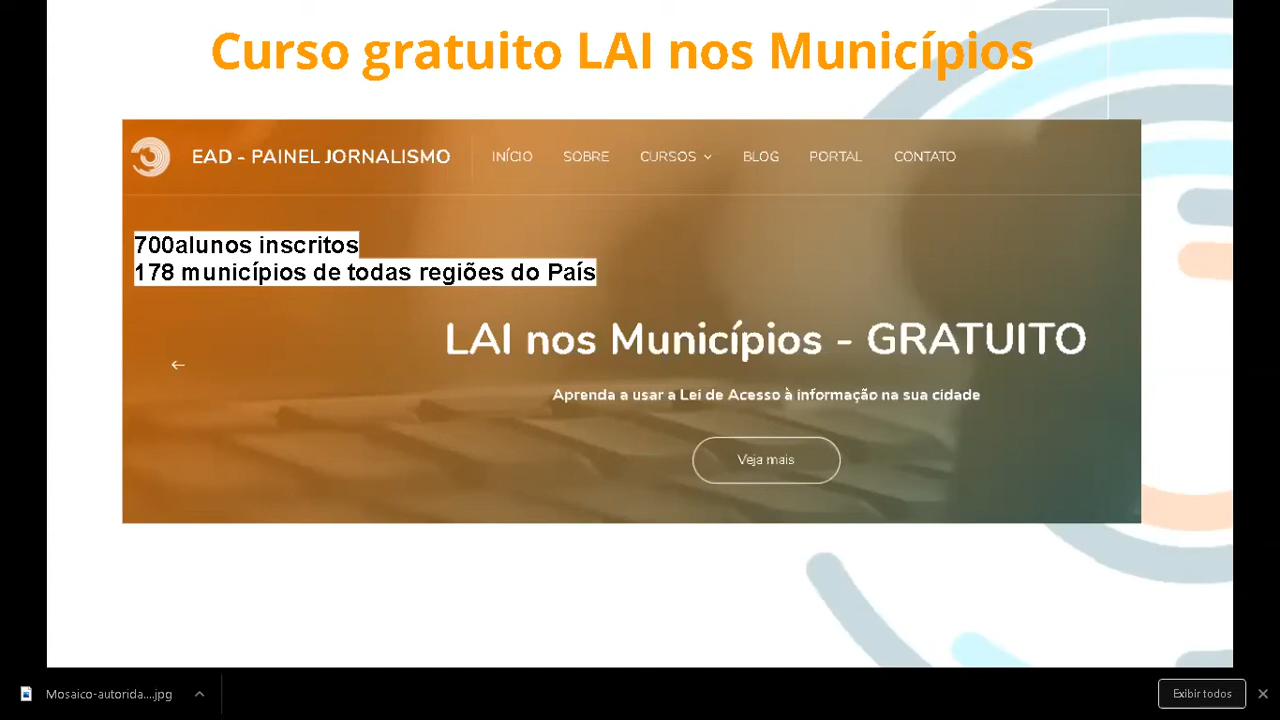 Curso gratuito LAI nos Municípios
EAD - PAINEL JORNALISMO
INÍCIO SOBRE CURSOS BLOG PORTAL CONTATO
700alunos inscritos
178 municípios de todas regiões do País
LAI nos Municípios - GRATUITO
Aprenda a usar a Lei de Acesso à informação na sua cidade
Veja mais
Mosaico-autorida....jpg
Exibir todos